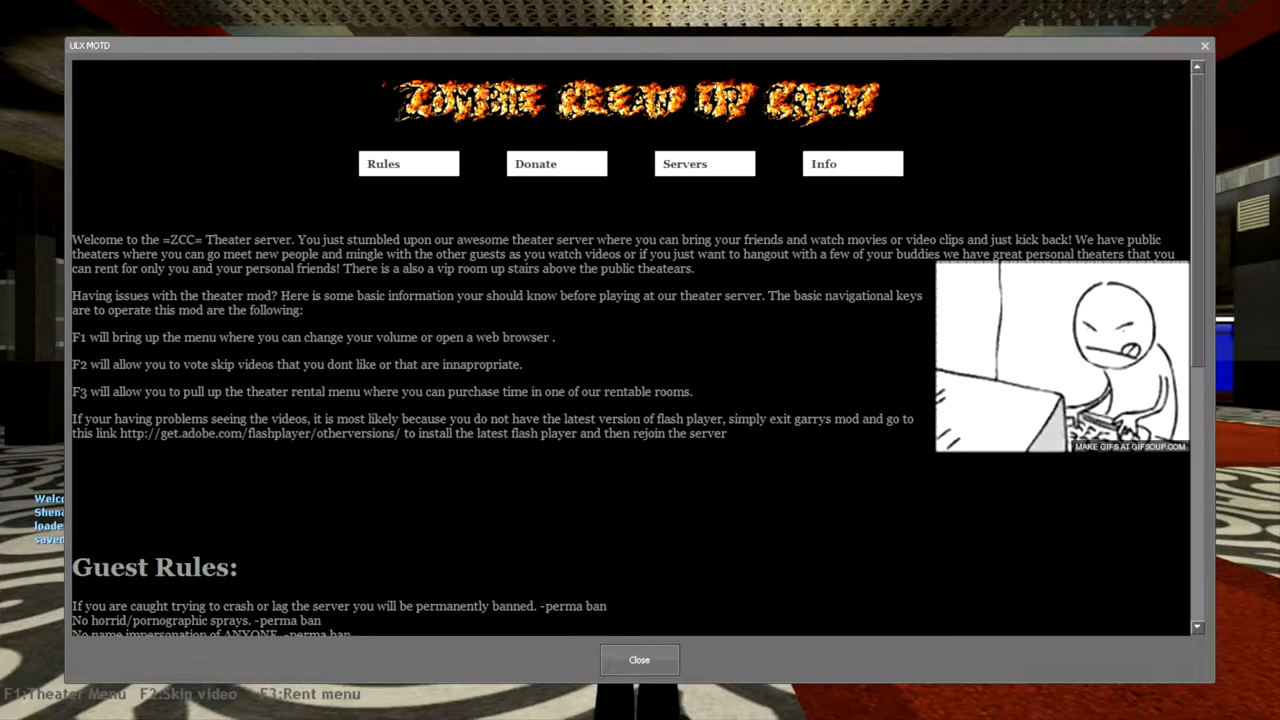 ULX MOTD
ZOMBIE CLEAN UP CREW
Rules
Donate
Servers
Info
Welcome to the =ZCC= Theater server. You just stumbled upon our awesome theater server where you can bring your friends and watch movies or video clips and just kick back! We have public
theaters where you can go meet new people and mingle with the other guests as you watch videos or if you just want to hangout with a few of your buddies we have great personal theaters that you
can rent for only you and your personal friends! There is a also a vip room up stairs above the public theatears.
Having issues with the theater mod? Here is some basic information your should know before playing at our theater server. The basic navigational keys
are to operate this mod are the following:
F1 will bring up the menu where you can change your volume or open a web browser .
F2 will allow you to vote skip videos that you dont like or that are innapropriate.
F3 will allow you to pull up the theater rental menu where you can purchase time in one of our rentable rooms.
If your having problems seeing the videos, it is most likely because you do not have the latest version of flash player, simply exit garrys mod and go to
this link http://get.adobe.com/flashplayer/otherversions/ to install the latest flash player and then rejoin the server
MAKE GIFS AT GIFSOUP.COM
Welco
Shena
loade
saved
Guest Rules:
If you are caught trying to crash or lag the server you will be permanently banned. -perma ban
No horrid/pornographic sprays. -perma ban
No name impersonation of ANYONE. -perma ban
Close
F1:Theater Menu F2:Skip video F3:Rent menu